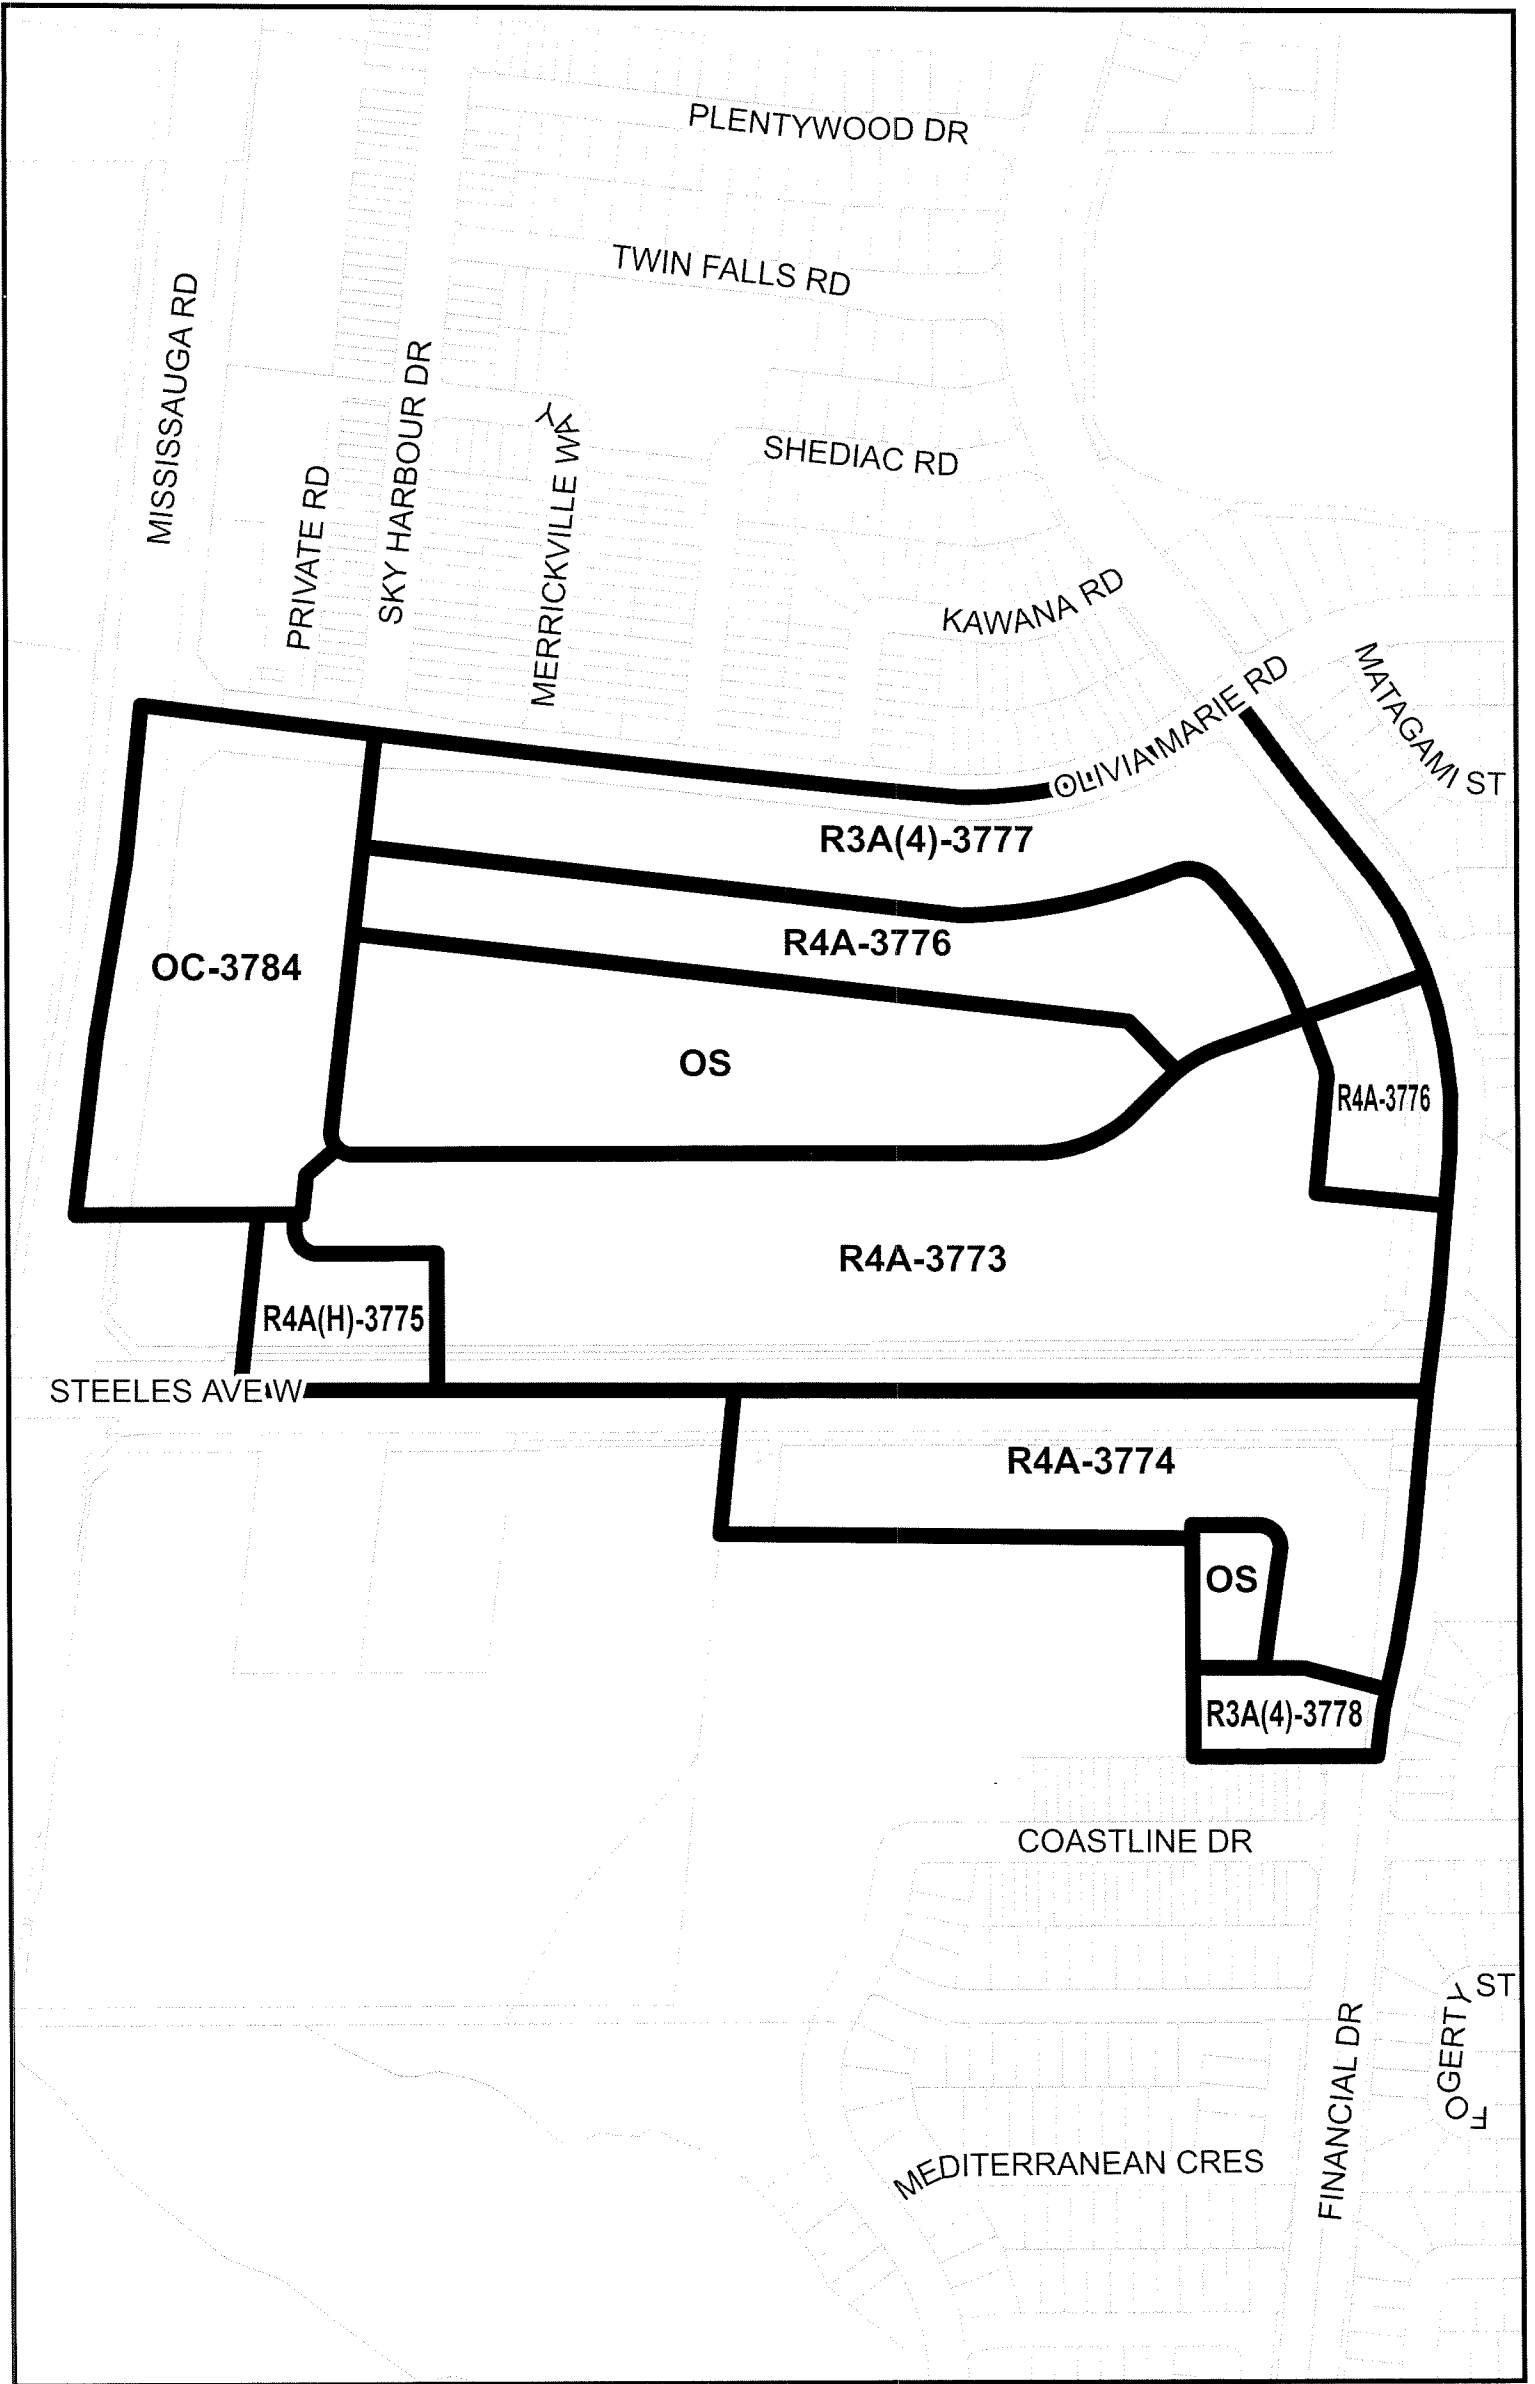 PLENTYWOOD DR
TWIN FALLS RD
MISSISSAUGA RD
SKY HARBOUR DR
MERRICKVILLE WAY
SHEDIAC RD
PRIVATE RD
KAWANA RD
OLIVIA MARIE RD
MATAGAMI ST
R3A(4)-3777
R4A-3776
OC-3784
OS
R4A-3776
R4A-3773
R4A(H)-3775
STEELES AVE W
R4A-3774
OS
R3A(4)-3778
COASTLINE DR
FOGERTY ST
FINANCIAL DR
MEDITERRANEAN CRES